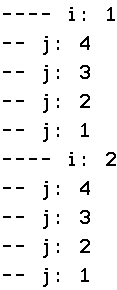 ---- i: 1
-- j: 4
-- j: 3
-- j: 2
-- j: 1
---- i: 2
-- j: 4
-- j: 3
-- j: 2
-- j: 1